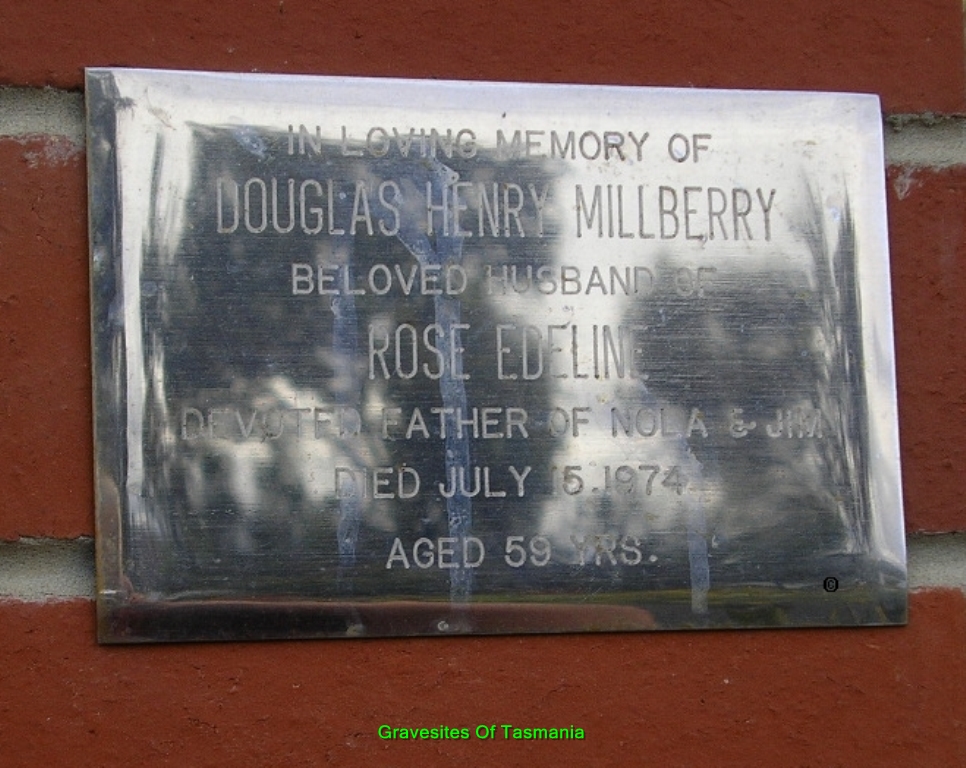 IN LOVING MEMORY OF
DOUGLAS HENRY MILLBERRY
BELOVED HUSBAND OF
ROSE EDELINE
DEVOTED FATHER OF NOLA & JIM
DIED JULY 15.1974
AGED 59 YRS.
©
Gravesites Of Tasmania